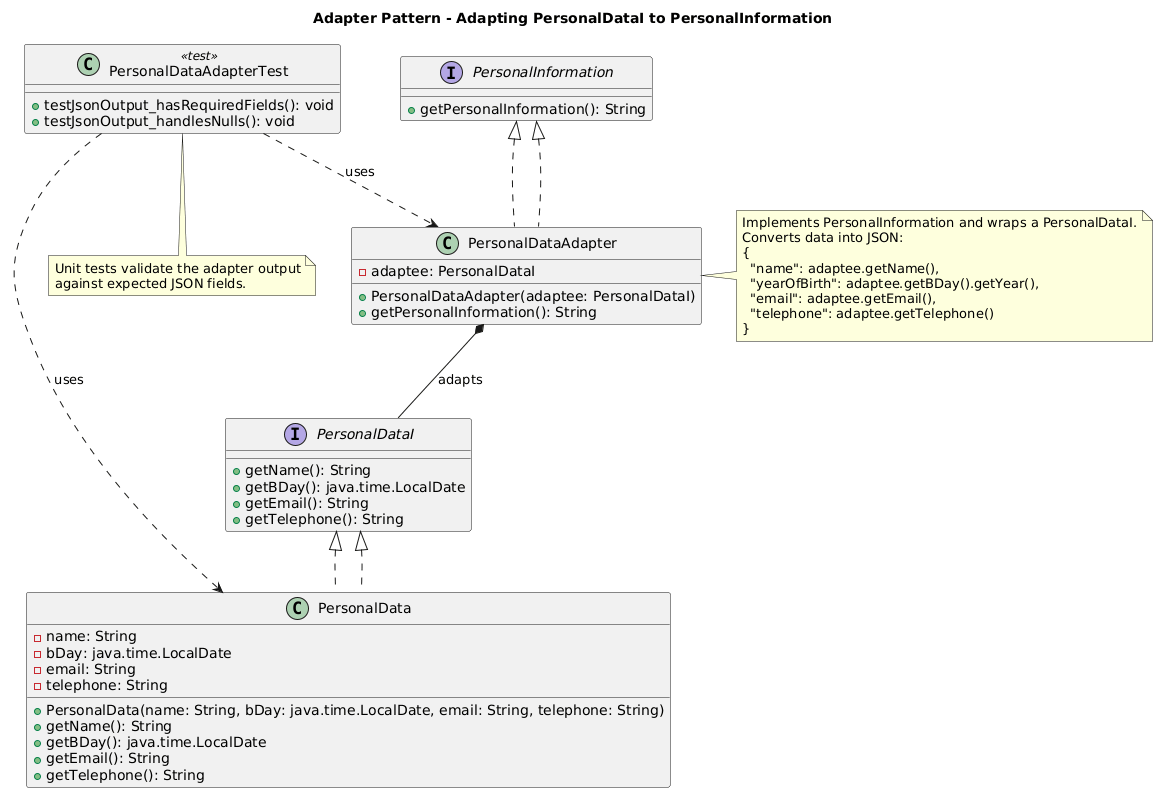 Adapter Pattern - Adapting PersonalDataI to PersonalInformation
C
«test»
PersonalDataAdapterTest
testJsonOutput_hasRequiredFields(): void
testJsonOutput_handlesNulls(): void
I PersonalInformation
getPersonalInformation(): String
uses
Unit tests validate the adapter output
against expected JSON fields.
C PersonalDataAdapter
adaptee: PersonalDataI
PersonalDataAdapter(adaptee: PersonalDataI)
getPersonalInformation(): String
Implements PersonalInformation and wraps a PersonalDataI.
Converts data into JSON:
{
"name": adaptee.getName(),
"yearOfBirth": adaptee.getBDay().getYear(),
"email": adaptee.getEmail(),
"telephone": adaptee.getTelephone()
}
uses
adapts
I PersonalDataI
getName(): String
getBDay(): java.time.LocalDate
getEmail(): String
getTelephone(): String
C PersonalData
name: String
bDay: java.time.LocalDate
email: String
telephone: String
PersonalData(name: String, bDay: java.time.LocalDate, email: String, telephone: String)
getName(): String
getBDay(): java.time.LocalDate
getEmail(): String
getTelephone(): String